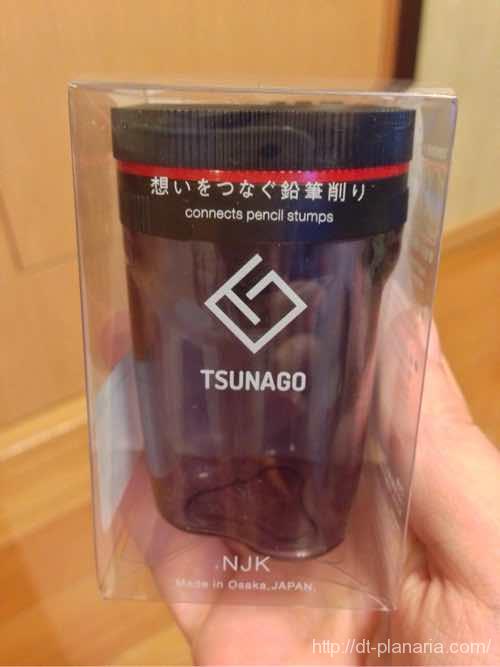 想いをつなぐ鉛筆削り
connects pencil stumps
TSUNAGO
NJK
Made in Osaka,JAPAN.
http://dt-planaria.com/